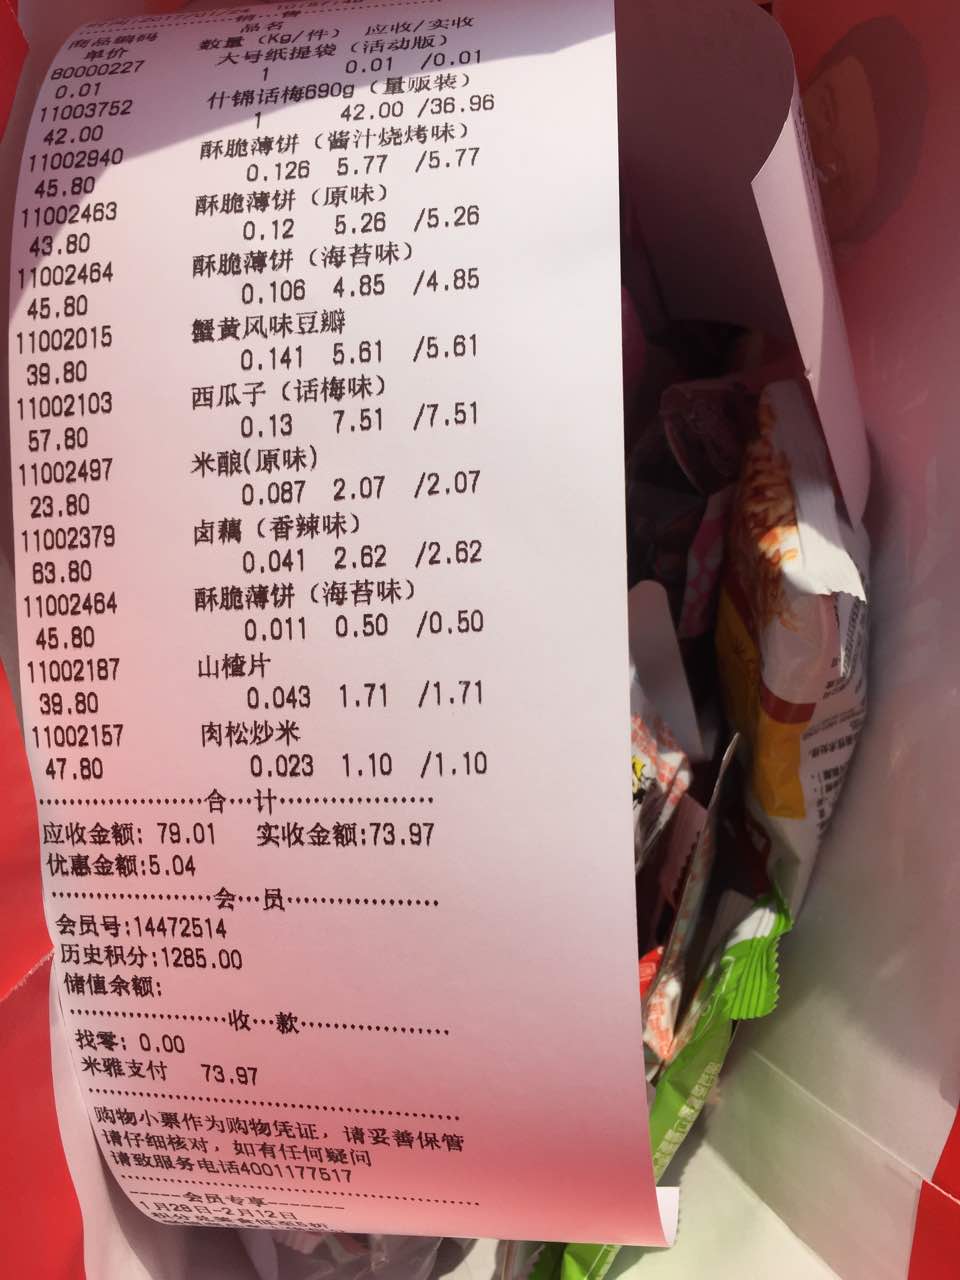 销售
商品编码 品名
单价 数量（Kg/件） 应收/实收
80000227 大号纸提袋（活动版）
0.01 1 0.01 /0.01
11003752 什锦话梅690g（量贩装）
42.00 1 42.00 /36.96
11002940 酥脆薄饼（酱汁烧烤味）
45.80 0.126 5.77 /5.77
11002463 酥脆薄饼（原味）
43.80 0.12 5.26 /5.26
11002464 酥脆薄饼（海苔味）
45.80 0.106 4.85 /4.85
11002015 蟹黄风味豆瓣
39.80 0.141 5.61 /5.61
11002103 西瓜子（话梅味）
57.80 0.13 7.51 /7.51
11002497 米酿(原味)
23.80 0.087 2.07 /2.07
11002379 卤藕（香辣味）
63.80 0.041 2.62 /2.62
11002464 酥脆薄饼（海苔味）
45.80 0.011 0.50 /0.50
11002187 山楂片
39.80 0.043 1.71 /1.71
11002157 肉松炒米
47.80 0.023 1.10 /1.10
合计
应收金额: 79.01 实收金额:73.97
优惠金额:5.04
会员
会员号:14472514
历史积分:1285.00
储值余额:
收款
找零: 0.00
米雅支付 73.97
购物小票作为购物凭证，请妥善保管
请仔细核对，如有任何疑问
请致服务电话4001177517
会员专享
1月28日-2月12日